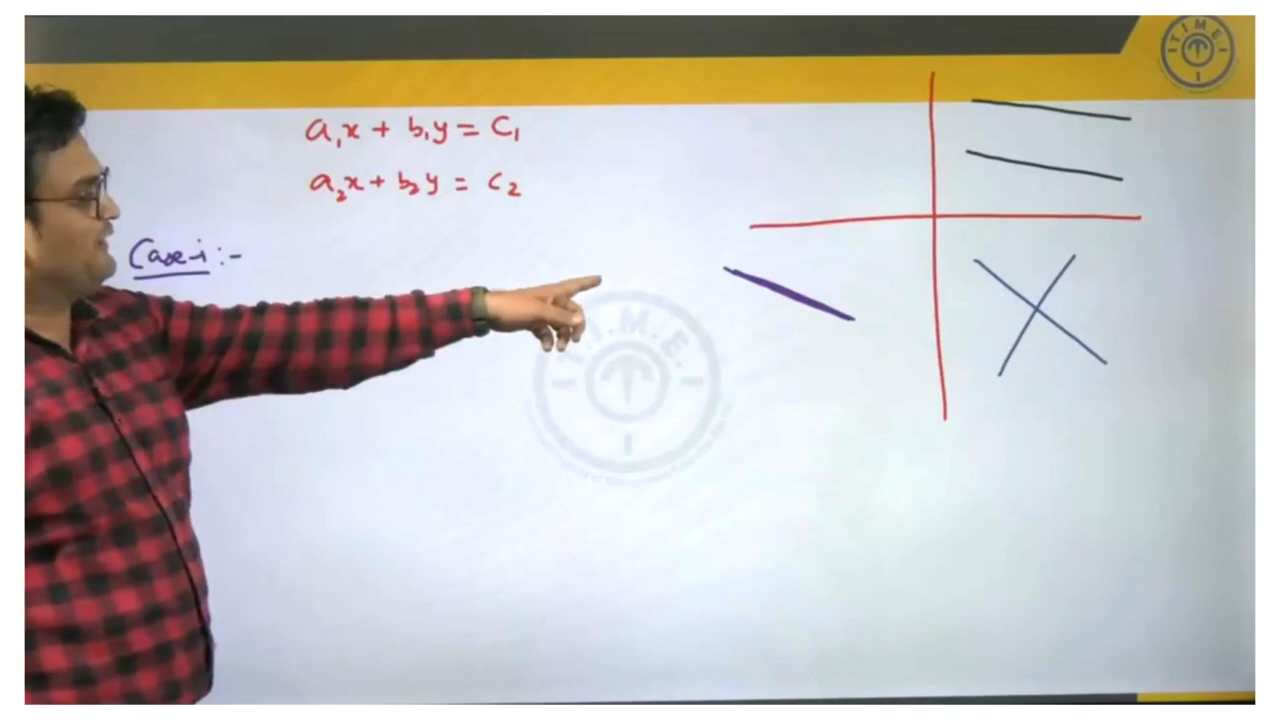 T.I.M.E.
a₁x + b₁y = c₁
a₂x + b₂y = c₂
Case-i :-
T.I.M.E.